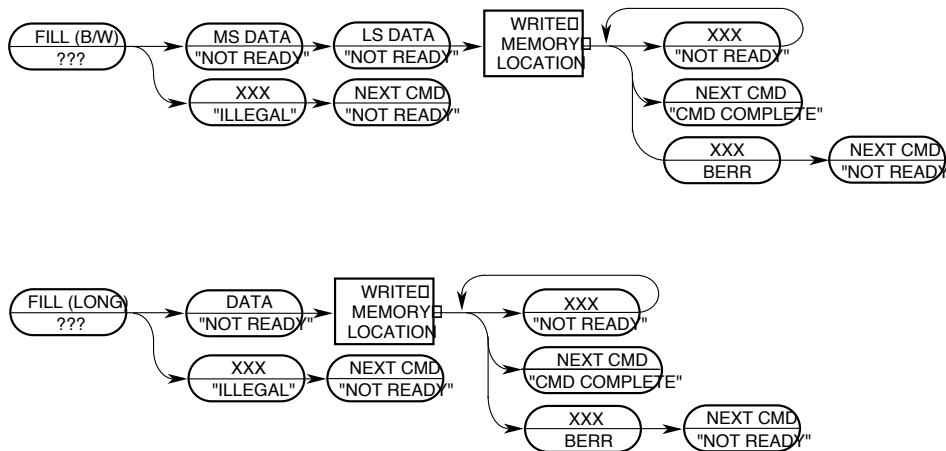 FILL (B/W)
???
MS DATA
"NOT READY"
LS DATA
"NOT READY"
WRITE
MEMORY
LOCATION
XXX
"NOT READY"
XXX
"ILLEGAL"
NEXT CMD
"NOT READY"
NEXT CMD
"CMD COMPLETE"
XXX
BERR
NEXT CMD
"NOT READY"
FILL (LONG)
???
DATA
"NOT READY"
WRITE
MEMORY
LOCATION
XXX
"NOT READY"
XXX
"ILLEGAL"
NEXT CMD
"NOT READY"
NEXT CMD
"CMD COMPLETE"
XXX
BERR
NEXT CMD
"NOT READY"